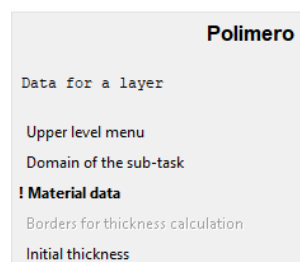 Polimero
Data for a layer
Upper level menu
Domain of the sub-task
! Material data
Borders for thickness calculation
Initial thickness